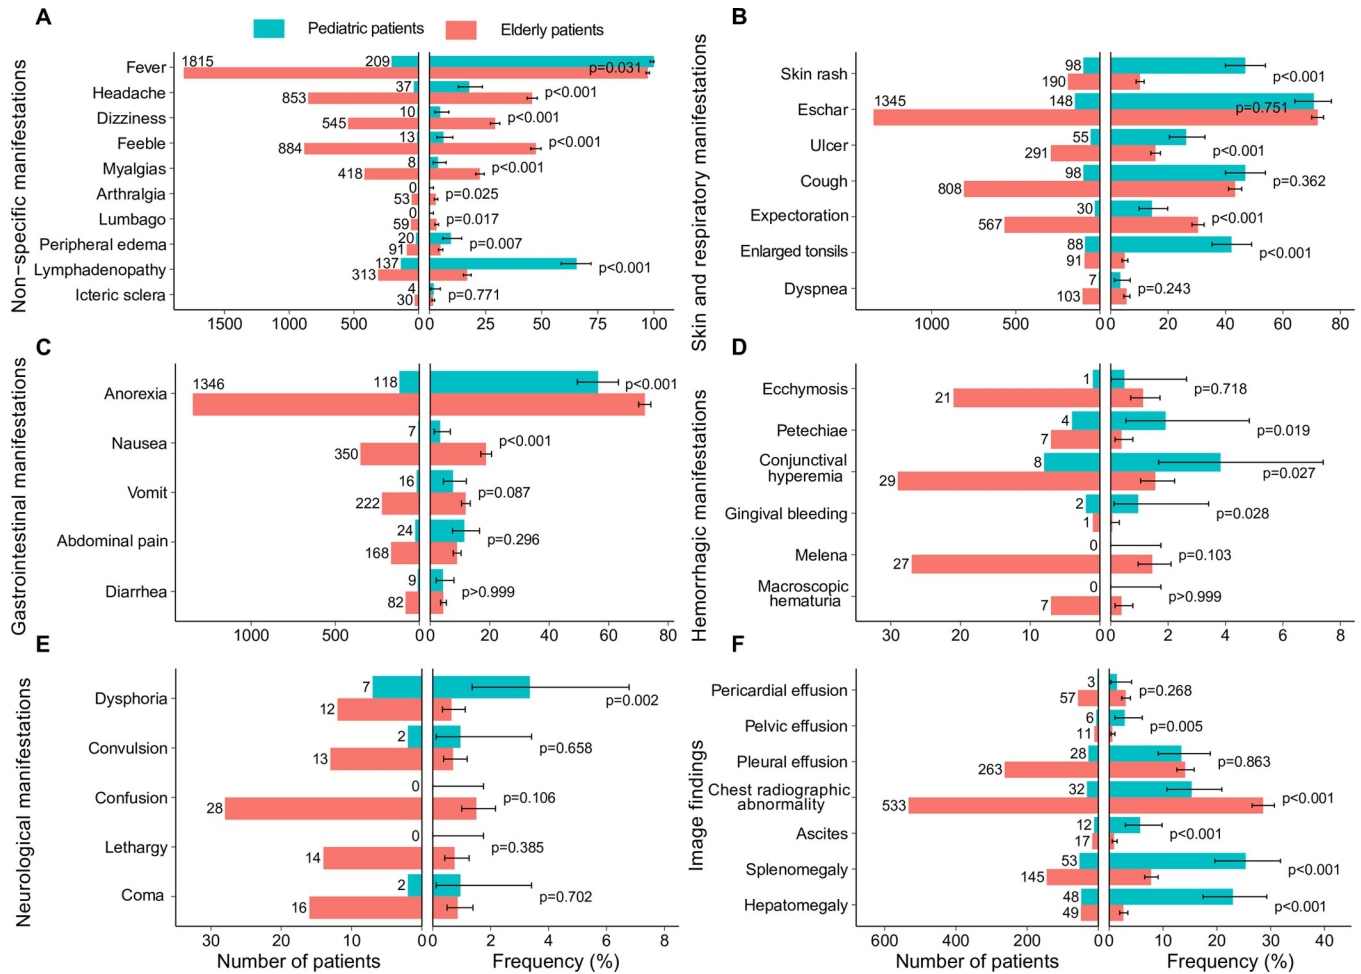 A
Pediatric patients
Elderly patients
Non−specific manifestations
Fever 1815 209 p=0.031
Headache 853 37 p<0.001
Dizziness 545 10 p<0.001
Feeble 884 13 p<0.001
Myalgias 418 8 p<0.001
Arthralgia 53 0 p=0.025
Lumbago 59 0 p=0.017
Peripheral edema 91 20 p=0.007
Lymphadenopathy 313 137 p<0.001
Icteric sclera 30 4 p=0.771
1500 1000 500 0 0 25 50 75 100
B
Skin and respiratory manifestations
Skin rash 190 98 p<0.001
Eschar 1345 148 p=0.751
Ulcer 291 55 p<0.001
Cough 808 98 p=0.362
Expectoration 567 30 p<0.001
Enlarged tonsils 91 88 p<0.001
Dyspnea 103 7 p=0.243
1000 500 0 0 20 40 60 80
C
Gastrointestinal manifestations
Anorexia 1346 118 p<0.001
Nausea 350 7 p<0.001
Vomit 222 16 p=0.087
Abdominal pain 168 24 p=0.296
Diarrhea 82 9 p>0.999
1000 500 0 0 20 40 60 80
D
Hemorrhagic manifestations
Ecchymosis 21 1 p=0.718
Petechiae 7 4 p=0.019
Conjunctival
hyperemia 29 8 p=0.027
Gingival bleeding 1 2 p=0.028
Melena 27 0 p=0.103
Macroscopic
hematuria 7 0 p>0.999
30 20 10 0 0 2 4 6 8
E
Neurological manifestations
Dysphoria 12 7 p=0.002
Convulsion 13 2 p=0.658
Confusion 28 0 p=0.106
Lethargy 14 0 p=0.385
Coma 16 2 p=0.702
30 20 10 0 0 2 4 6 8
Number of patients Frequency (%)
F
Image findings
Pericardial effusion 57 3 p=0.268
Pelvic effusion 11 6 p=0.005
Pleural effusion 263 28 p=0.863
Chest radiographic
abnormality 533 32 p<0.001
Ascites 17 12 p<0.001
Splenomegaly 145 53 p<0.001
Hepatomegaly 49 48 p<0.001
600 400 200 0 0 10 20 30 40
Number of patients Frequency (%)